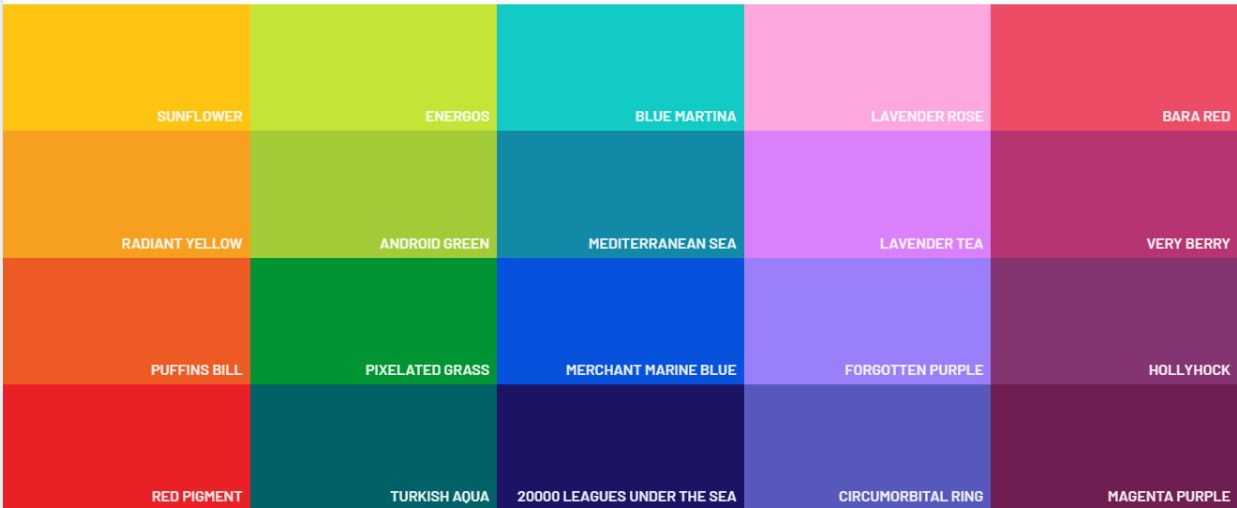 SUNFLOWER
ENERGOS
BLUE MARTINA
LAVENDER ROSE
BARA RED
RADIANT YELLOW
ANDROID GREEN
MEDITERRANEAN SEA
LAVENDER TEA
VERY BERRY
PUFFINS BILL
PIXELATED GRASS
MERCHANT MARINE BLUE
FORGOTTEN PURPLE
HOLLYHOCK
RED PIGMENT
TURKISH AQUA
20000 LEAGUES UNDER THE SEA
CIRCUMORBITAL RING
MAGENTA PURPLE